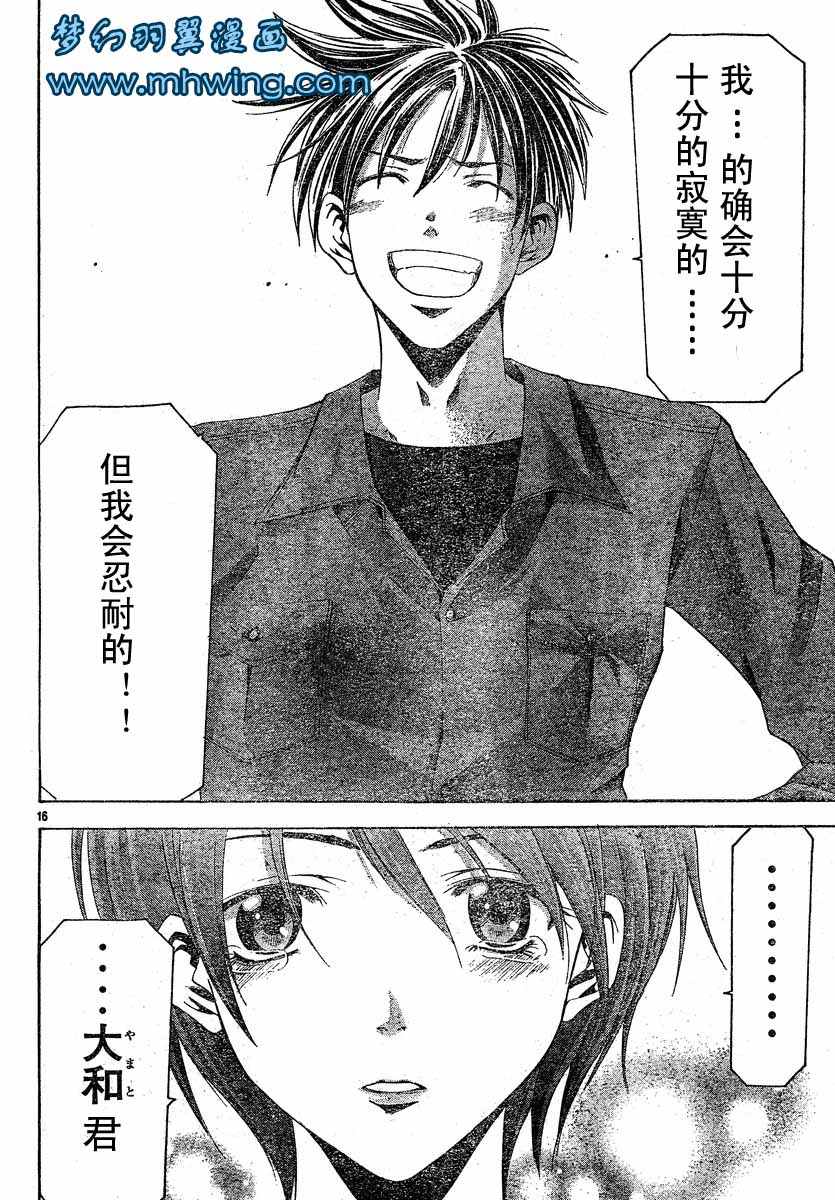 梦幻羽翼漫画
www.mhwing.com
我…的确会十分
十分的寂寞的……
但我会忍耐的！！
16
…………
‥‥大和君
やまと